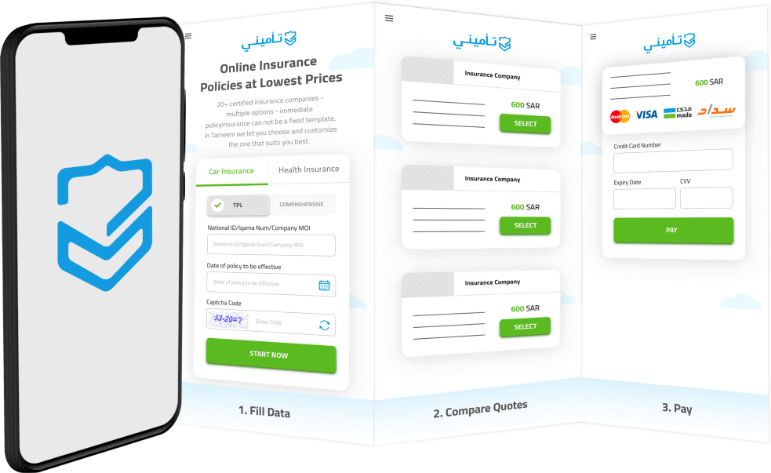 تأميني
Online Insurance
Policies at Lowest Prices
20+ certified insurance companies -
multiple options - immediate
policyInsurance can not be a fixed template,
in Tameeni we let you choose and customize
the one that suits you best.
Car Insurance
Health Insurance
TPL
COMPREHENSIVE
National ID/Iqama Num/Company MOI
National ID/Iqama Num/Company MOI
Date of policy to be effective
Date of policy to be effective
Captcha Code
Enter Code
START NOW
1. Fill Data
تأميني
Insurance Company
600 SAR
SELECT
Insurance Company
600 SAR
SELECT
Insurance Company
600 SAR
SELECT
2. Compare Quotes
تأميني
600 SAR
MasterCard
VISA
مدى
mada
سداد
Credit Card Number
Expiry Date
CVV
PAY
3. Pay